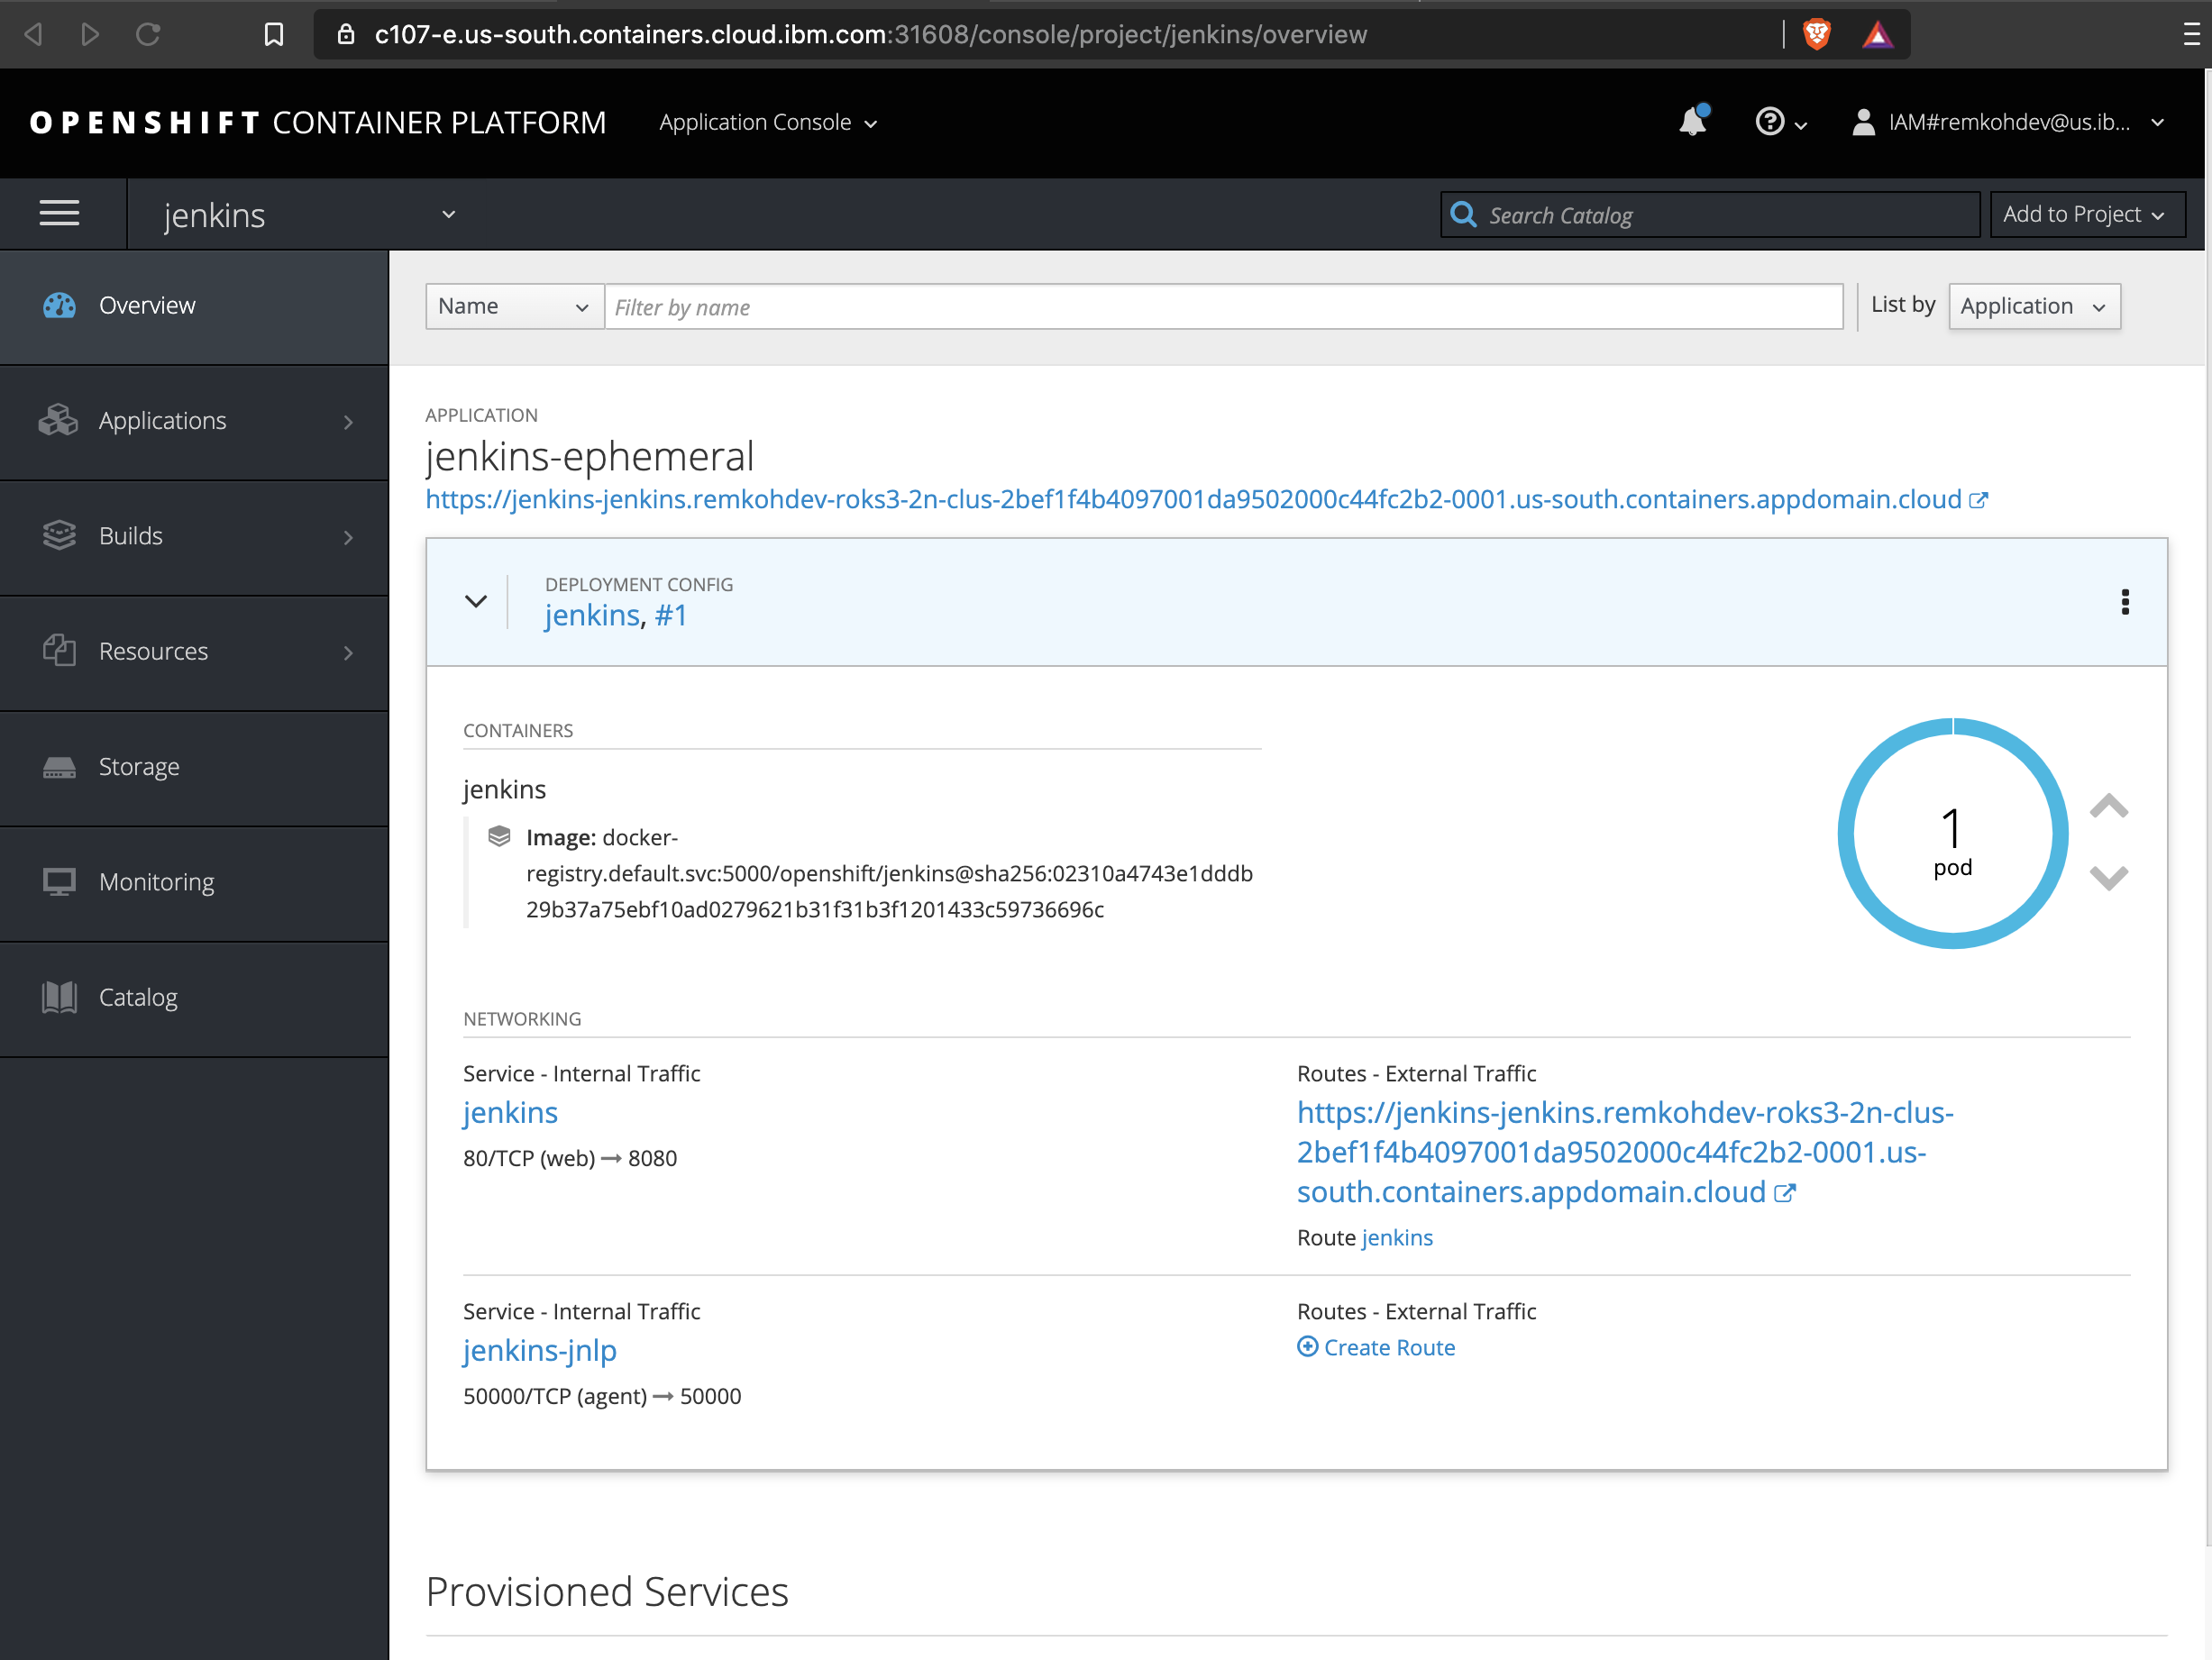 c107-e.us-south.containers.cloud.ibm.com:31608/console/project/jenkins/overview
OPENSHIFT CONTAINER PLATFORM
Application Console
IAM#remkohdev@us.ib...
jenkins
Search Catalog
Add to Project
Overview
Applications
Builds
Resources
Storage
Monitoring
Catalog
Name
Filter by name
List by
Application
APPLICATION
jenkins-ephemeral
https://jenkins-jenkins.remkohdev-roks3-2n-clus-2bef1f4b4097001da9502000c44fc2b2-0001.us-south.containers.appdomain.cloud
DEPLOYMENT CONFIG
jenkins, #1
CONTAINERS
jenkins
Image: docker-
registry.default.svc:5000/openshift/jenkins@sha256:02310a4743e1dddb
29b37a75ebf10ad0279621b31f31b3f1201433c59736696c
1
pod
NETWORKING
Service - Internal Traffic
jenkins
80/TCP (web) → 8080
Routes - External Traffic
https://jenkins-jenkins.remkohdev-roks3-2n-clus-
2bef1f4b4097001da9502000c44fc2b2-0001.us-
south.containers.appdomain.cloud
Route jenkins
Service - Internal Traffic
jenkins-jnlp
50000/TCP (agent) → 50000
Routes - External Traffic
Create Route
Provisioned Services